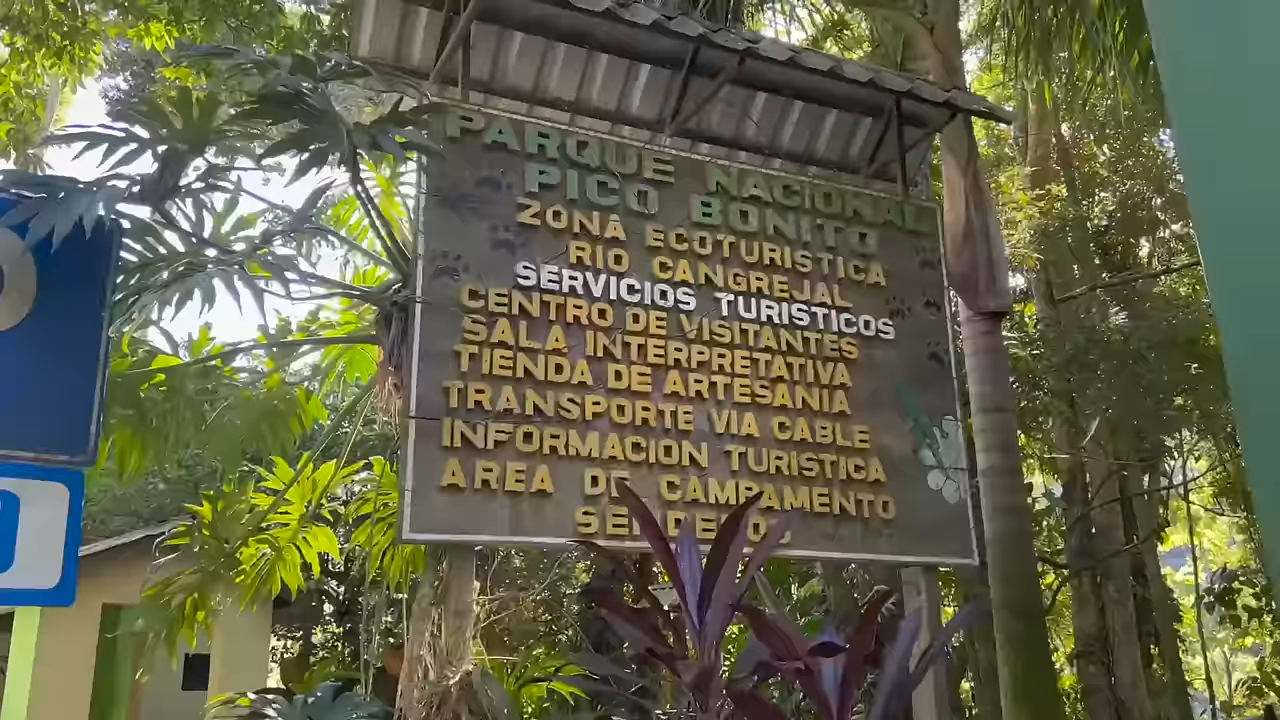 PARQUE NACIONAL
PICO BONITO
ZONA ECOTURISTICA
RIO CANGREJAL
SERVICIOS TURISTICOS
CENTRO DE VISITANTES
SALA INTERPRETATIVA
TIENDA DE ARTESANIA
TRANSPORTE VIA CABLE
INFORMACION TURISTICA
AREA DE CAMPAMENTO